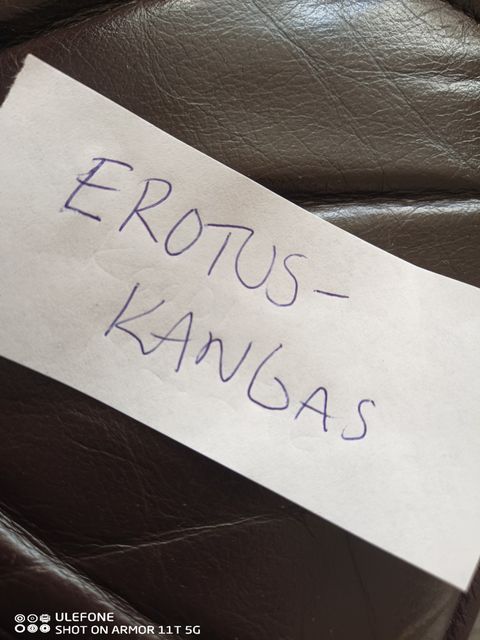 EROTUS-
KANGAS
ULEFONE
SHOT ON ARMOR 11T 5G